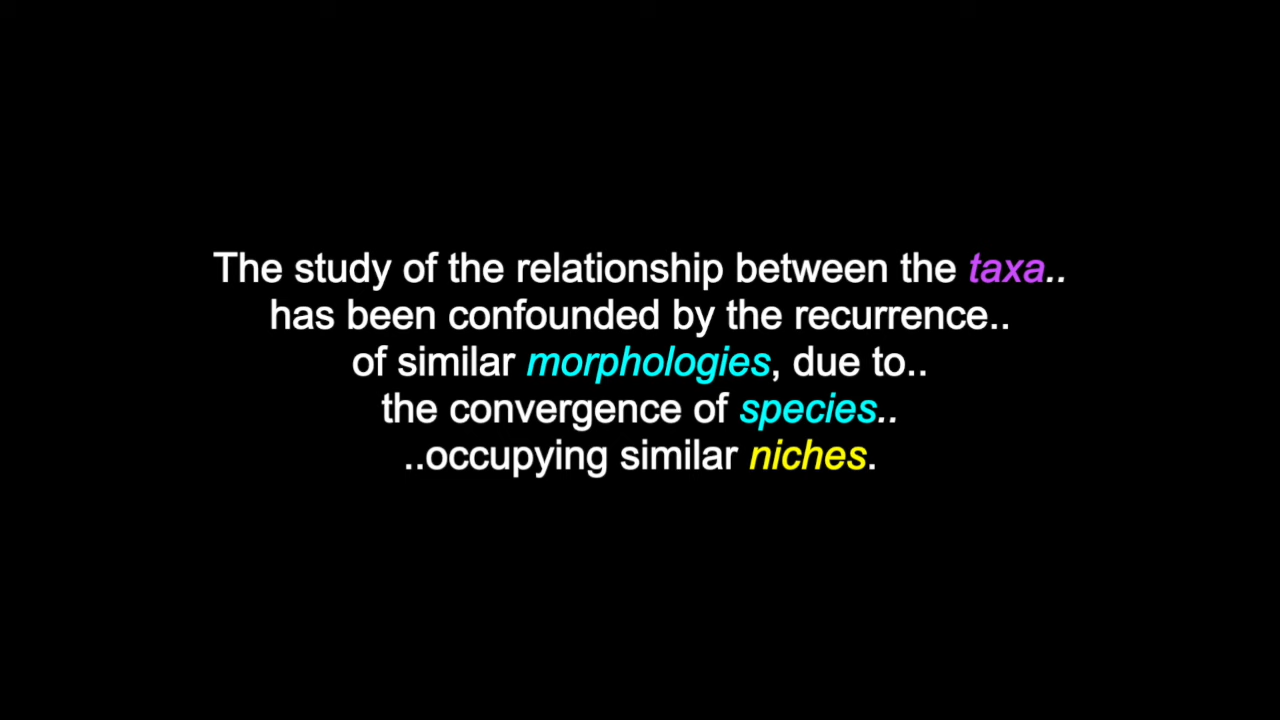 The study of the relationship between the taxa..
has been confounded by the recurrence..
of similar morphologies, due to..
the convergence of species..
..occupying similar niches.